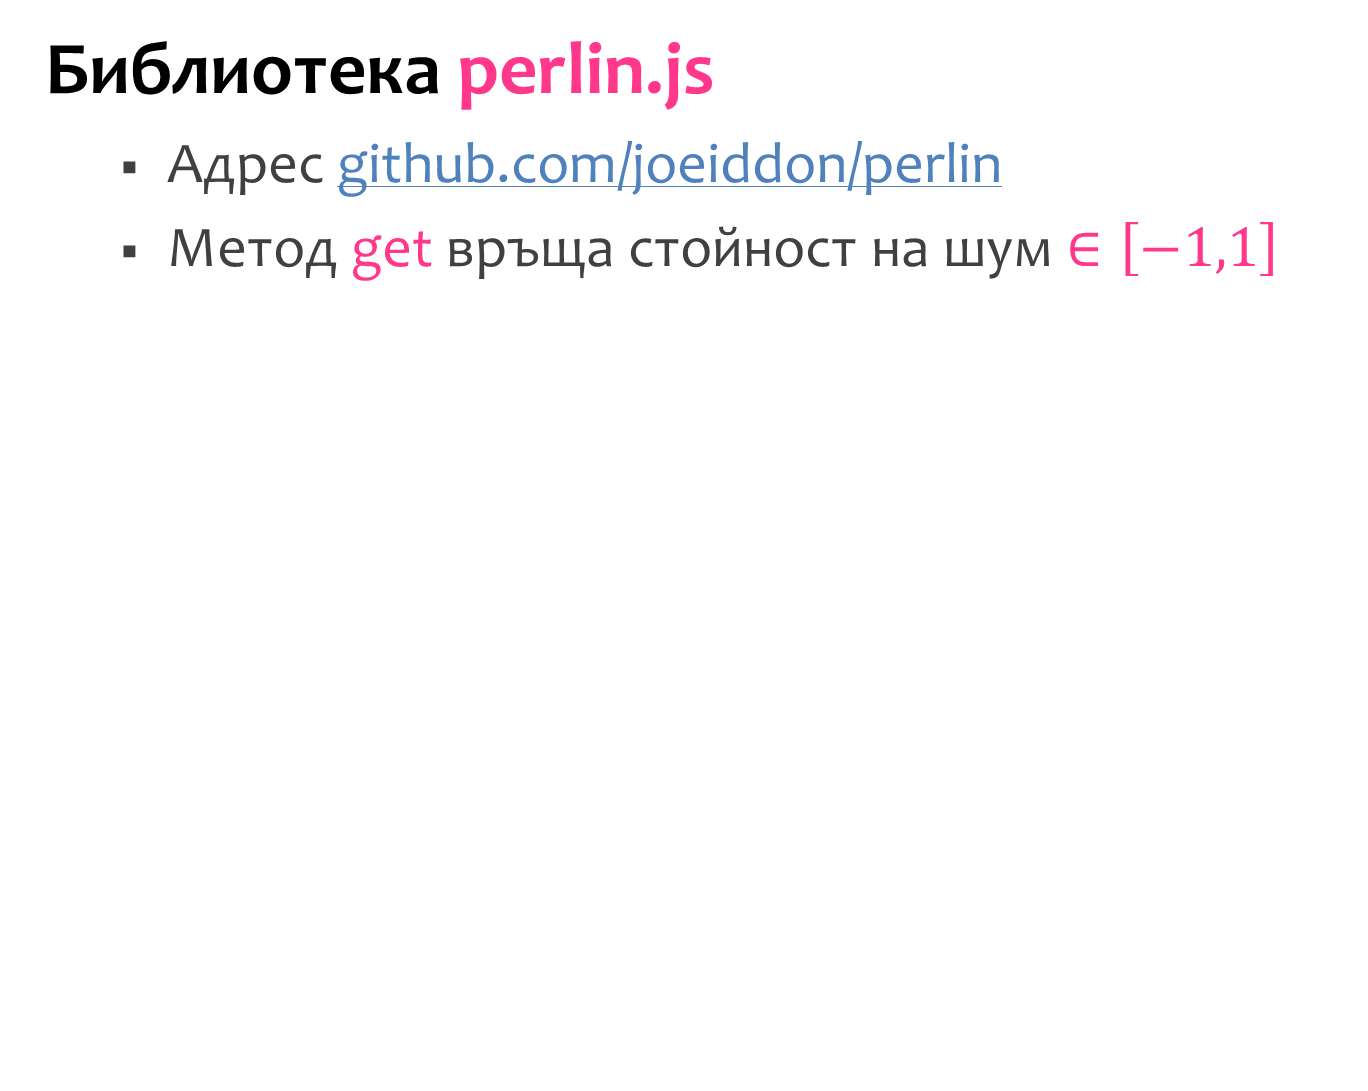 Библиотека perlin.js
▪ Адрес github.com/joeiddon/perlin
▪ Метод get връща стойност на шум ∈ [−1,1]